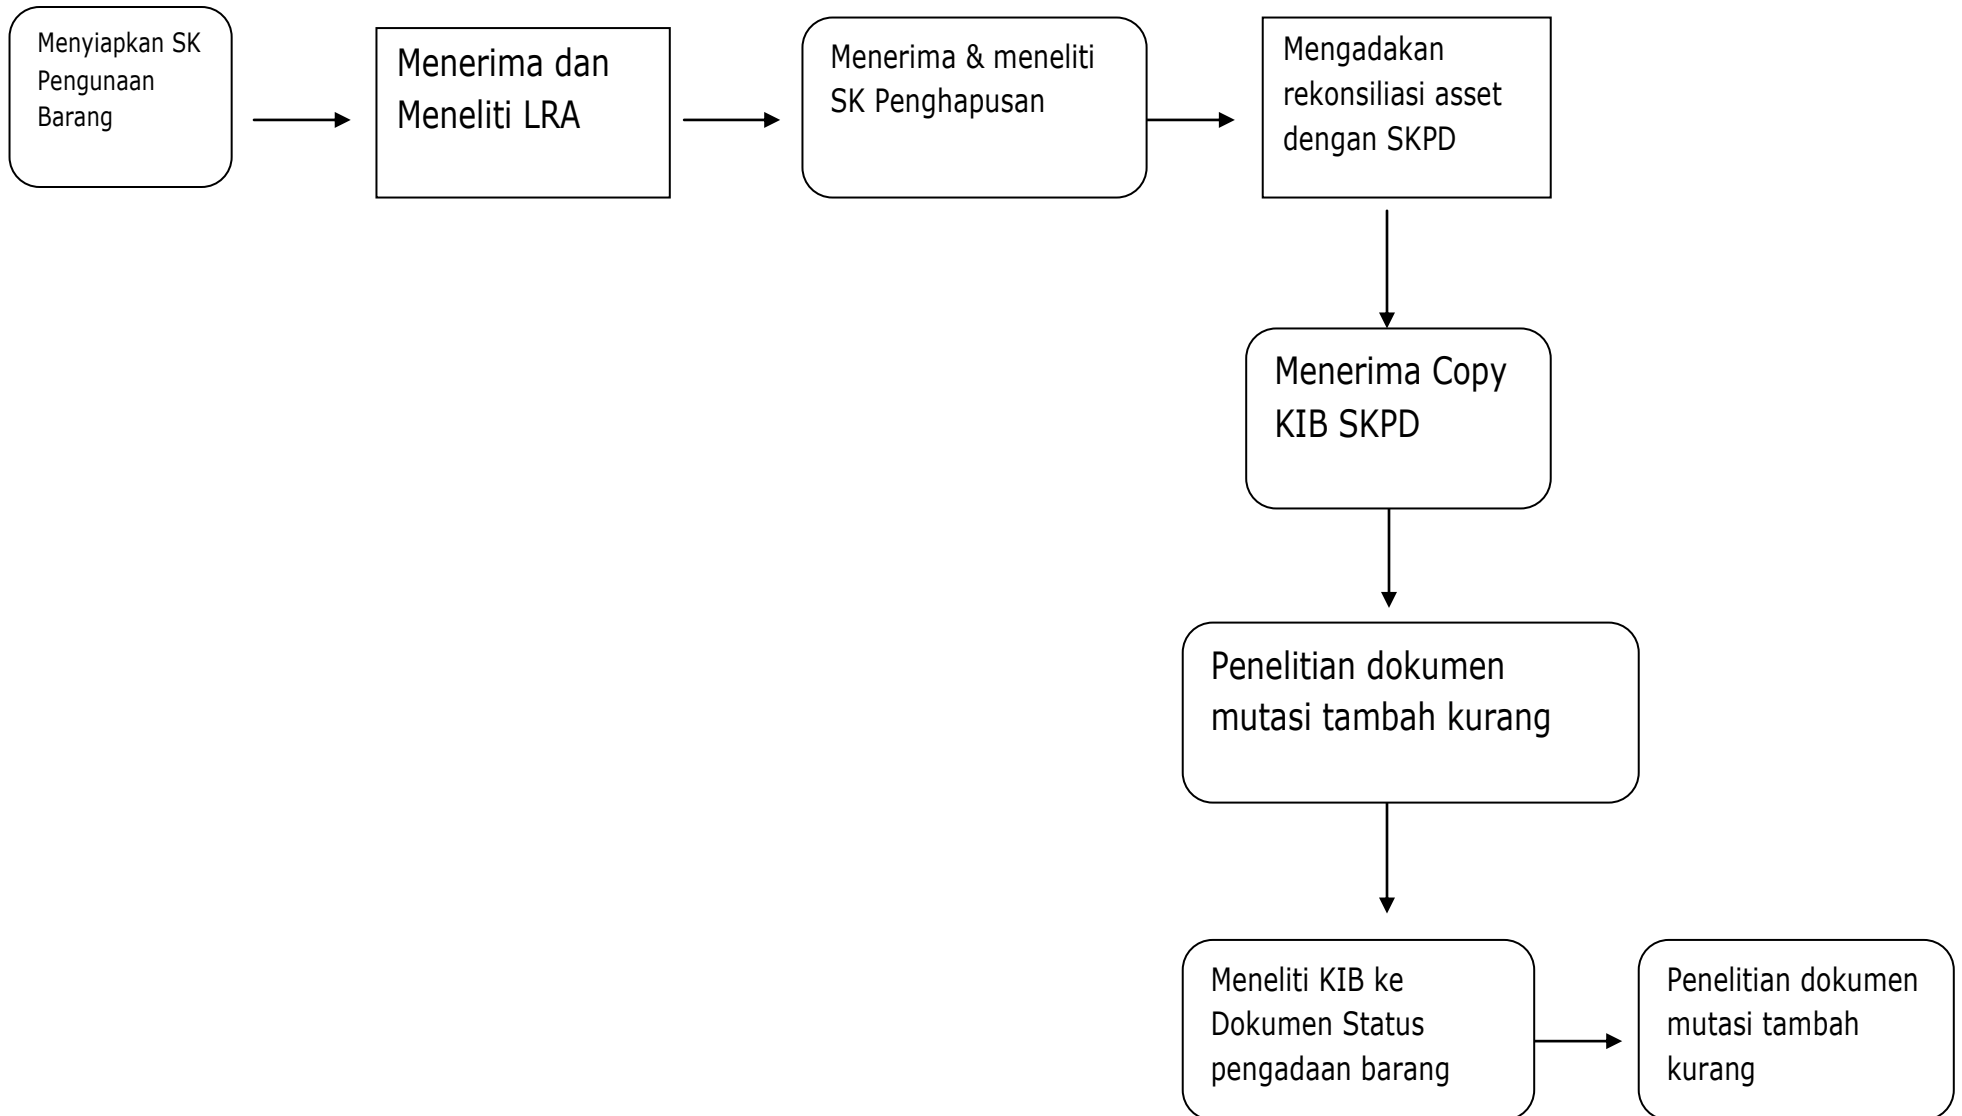 Menyiapkan SK
Pengunaan
Barang
Menerima dan
Meneliti LRA
Menerima & meneliti
SK Penghapusan
Mengadakan
rekonsiliasi asset
dengan SKPD
Menerima Copy
KIB SKPD
Penelitian dokumen
mutasi tambah kurang
Meneliti KIB ke
Dokumen Status
pengadaan barang
Penelitian dokumen
mutasi tambah
kurang